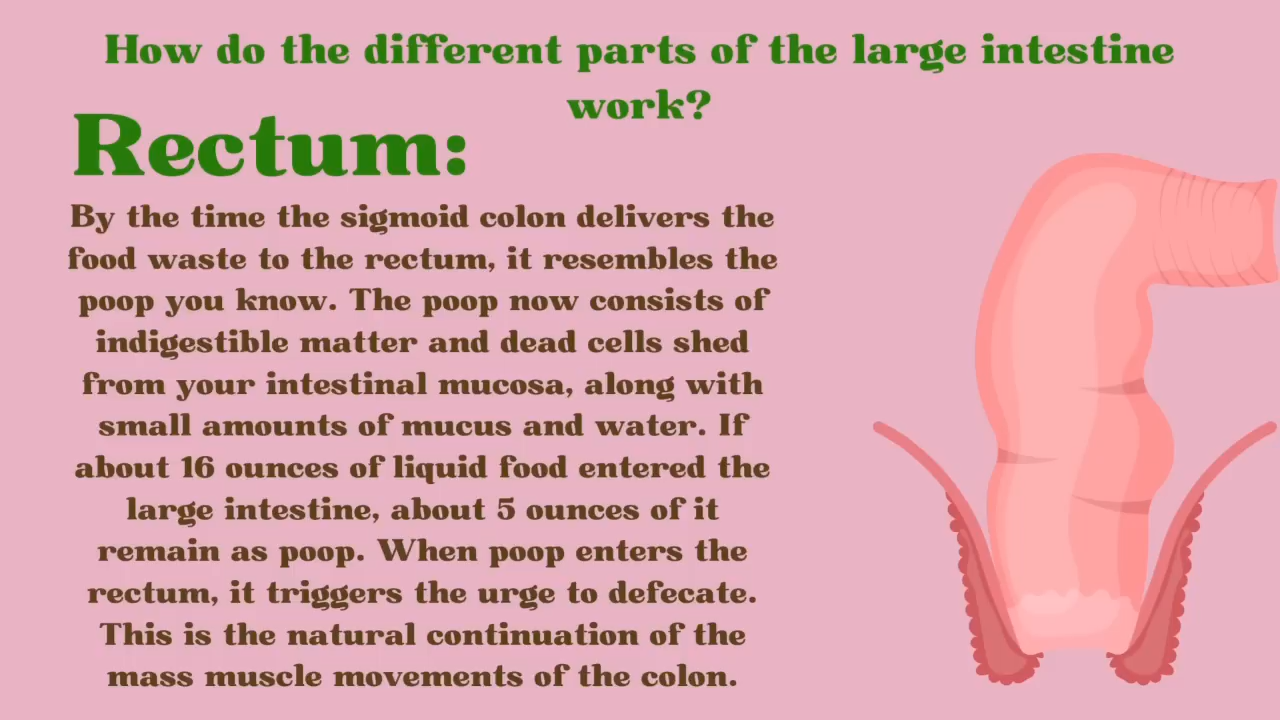 How do the different parts of the large intestine
work?
Rectum:
By the time the sigmoid colon delivers the
food waste to the rectum, it resembles the
poop you know. The poop now consists of
indigestible matter and dead cells shed
from your intestinal mucosa, along with
small amounts of mucus and water. If
about 16 ounces of liquid food entered the
large intestine, about 5 ounces of it
remain as poop. When poop enters the
rectum, it triggers the urge to defecate.
This is the natural continuation of the
mass muscle movements of the colon.